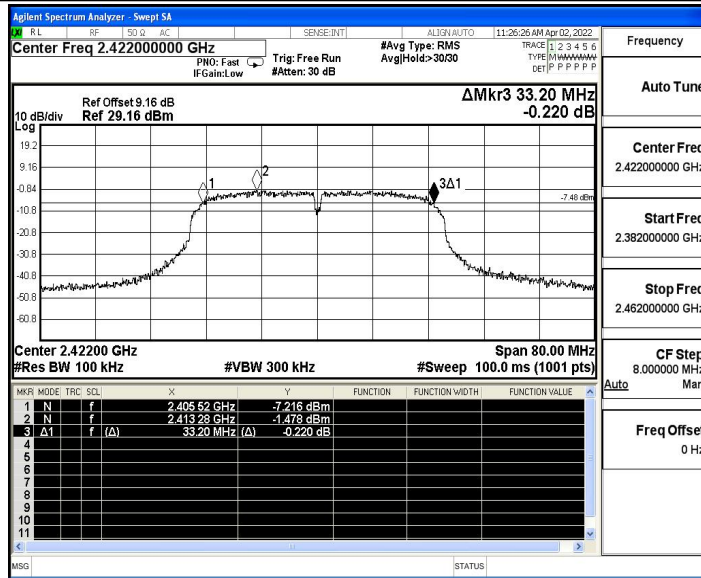 Agilent Spectrum Analyzer - Swept SA
LXI RL RF 50 Ω AC SENSE:INT ALIGN AUTO 11:26:26 AM Apr 02, 2022
Center Freq 2.422000000 GHz #Avg Type: RMS TRACE 1 2 3 4 5 6
PNO: Fast Trig: Free Run Avg|Hold:>30/30 TYPE MWWWWW
IFGain:Low #Atten: 30 dB DET P P P P P P
Frequency
Auto Tune
ΔMkr3 33.20 MHz
Ref Offset 9.16 dB
10 dB/div Ref 29.16 dBm -0.220 dB
Log
19.2
9.16
-0.84
-10.8
-20.8
-30.8
-40.8
-50.8
-60.8
1
2
3Δ1
-7.48 dBm
Center 2.42200 GHz Span 80.00 MHz
#Res BW 100 kHz #VBW 300 kHz #Sweep 100.0 ms (1001 pts)
MKR MODE TRC SCL X Y FUNCTION FUNCTION WIDTH FUNCTION VALUE
1 N f 2.405 52 GHz -7.216 dBm
2 N f 2.413 28 GHz -1.478 dBm
3 Δ1 f (Δ) 33.20 MHz (Δ) -0.220 dB
4
5
6
7
8
9
10
11
Center Freq
2.422000000 GHz
Start Freq
2.382000000 GHz
Stop Freq
2.462000000 GHz
CF Step
8.000000 MHz
Auto Man
Freq Offset
0 Hz
MSG STATUS